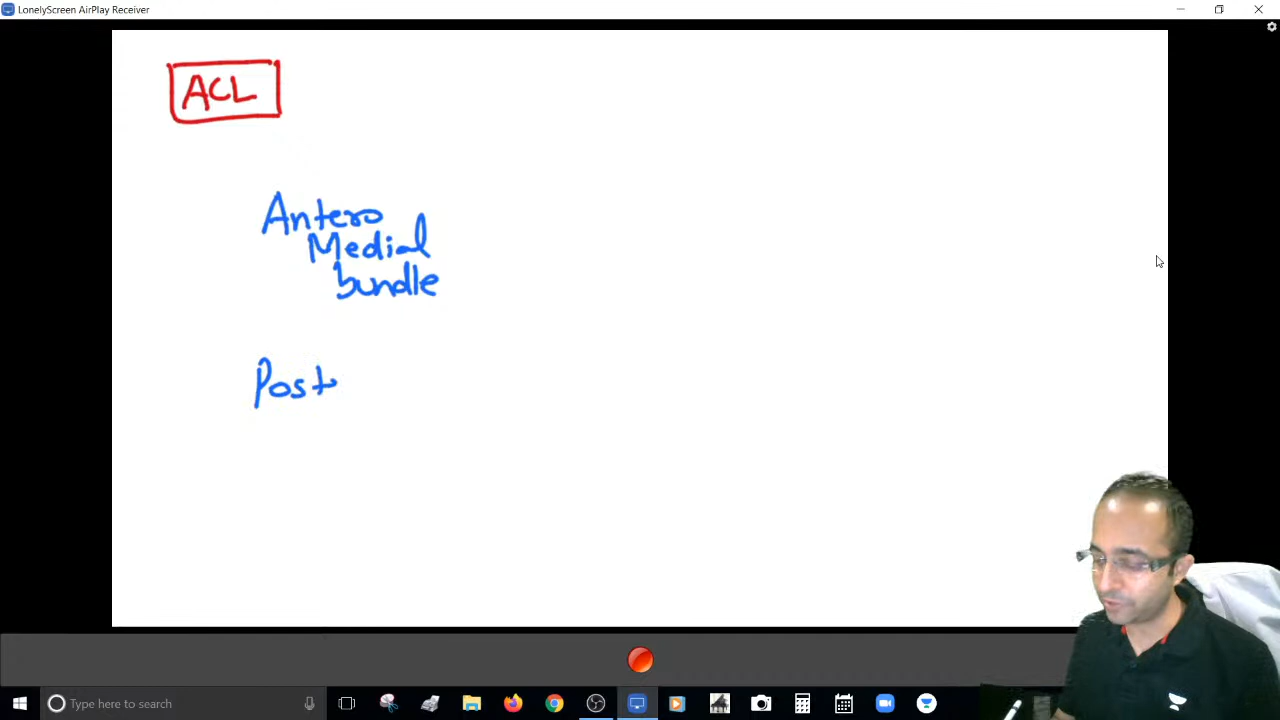 LonelyScreen AirPlay Receiver
ACL
Antero
Medial
bundle
Post
Type here to search